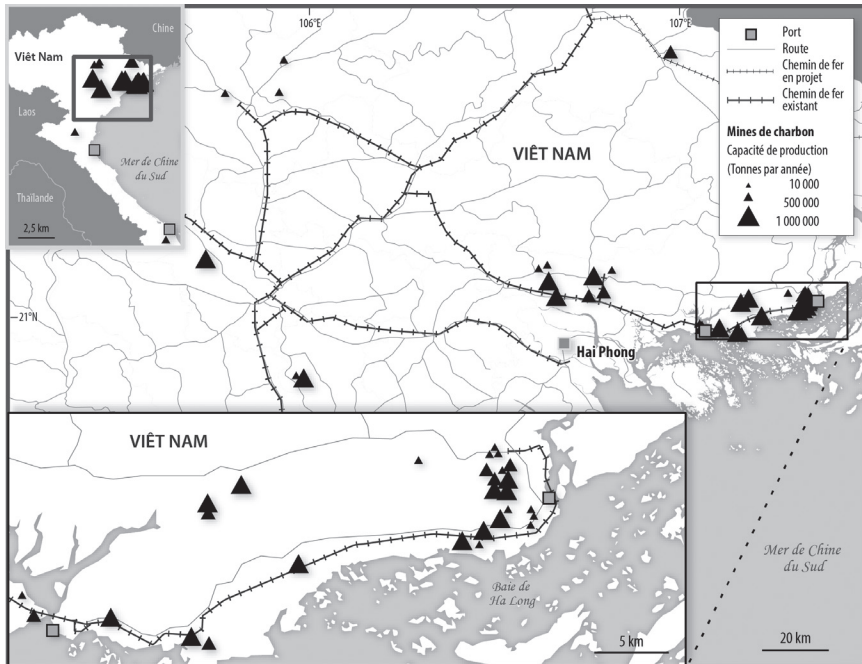 106°E
107°E
Chine
Viêt Nam
Laos
Mer de Chine
du Sud
Thaïlande
2,5 km
VIÊT NAM
Port
Route
Chemin de fer
en projet
Chemin de fer
existant
Mines de charbon
Capacité de production
(Tonnes par année)
10 000
500 000
1 000 000
21°N
Hai Phong
VIÊT NAM
Baie de
Ha Long
5 km
Mer de Chine
du Sud
20 km